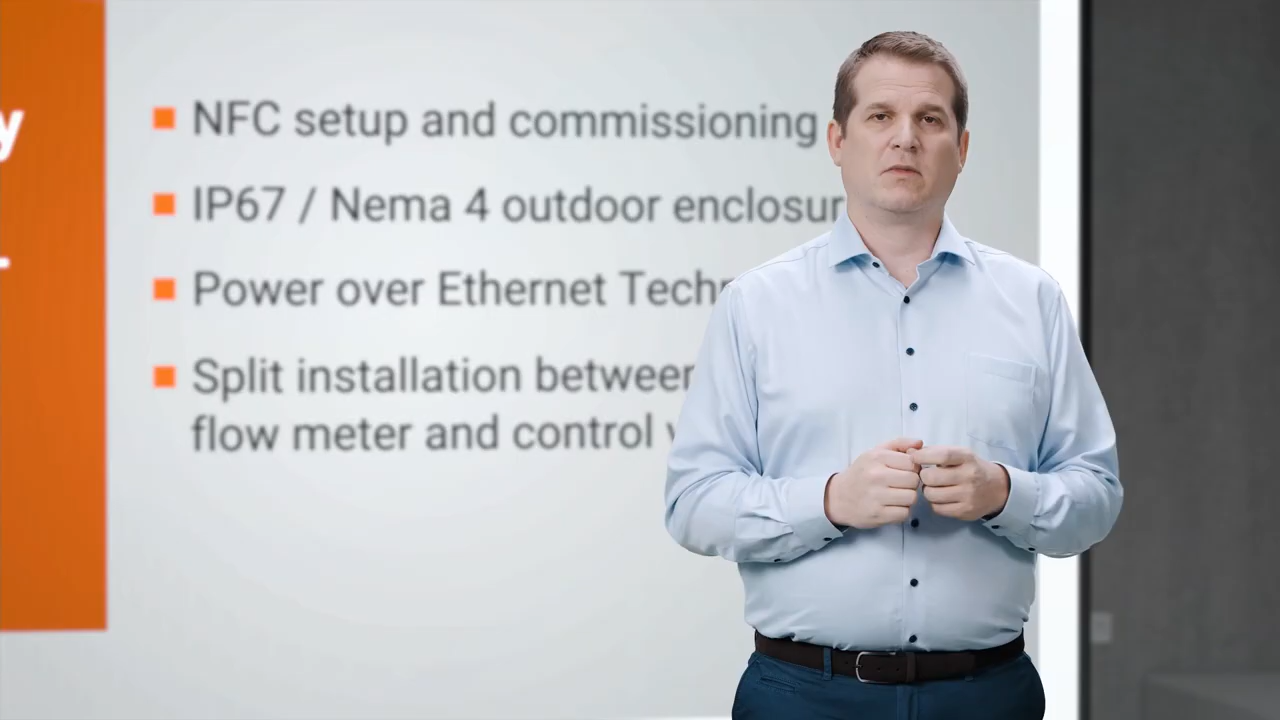 y
NFC setup and commissioning
IP67 / Nema 4 outdoor enclosur
Power over Ethernet Tech
Split installation between
flow meter and control